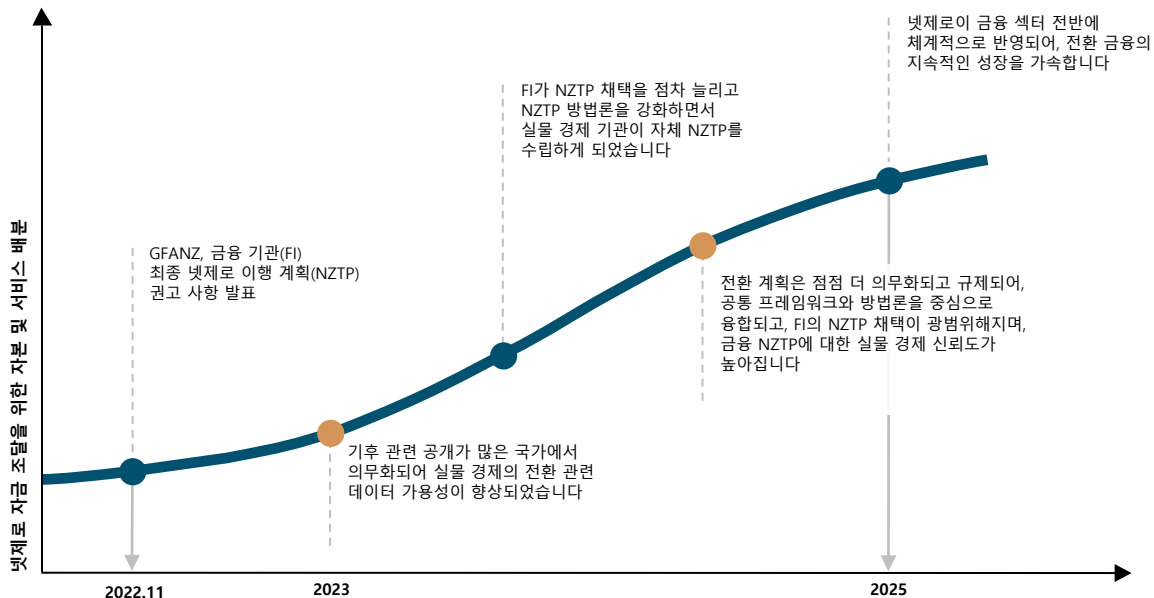 넷제로이 금융 섹터 전반에
체계적으로 반영되어, 전환 금융의
지속적인 성장을 가속합니다
FI가 NZTP 채택을 점차 늘리고
NZTP 방법론을 강화하면서
실물 경제 기관이 자체 NZTP를
수립하게 되었습니다
GFANZ, 금융 기관(FI)
최종 넷제로 이행 계획(NZTP)
권고 사항 발표
전환 계획은 점점 더 의무화되고 규제되어,
공통 프레임워크와 방법론을 중심으로
융합되고, FI의 NZTP 채택이 광범위해지며,
금융 NZTP에 대한 실물 경제 신뢰도가
높아집니다
기후 관련 공개가 많은 국가에서
의무화되어 실물 경제의 전환 관련
데이터 가용성이 향상되었습니다
넷제로 자금 조달을 위한 자본 및 서비스 배분
2022.11
2023
2025